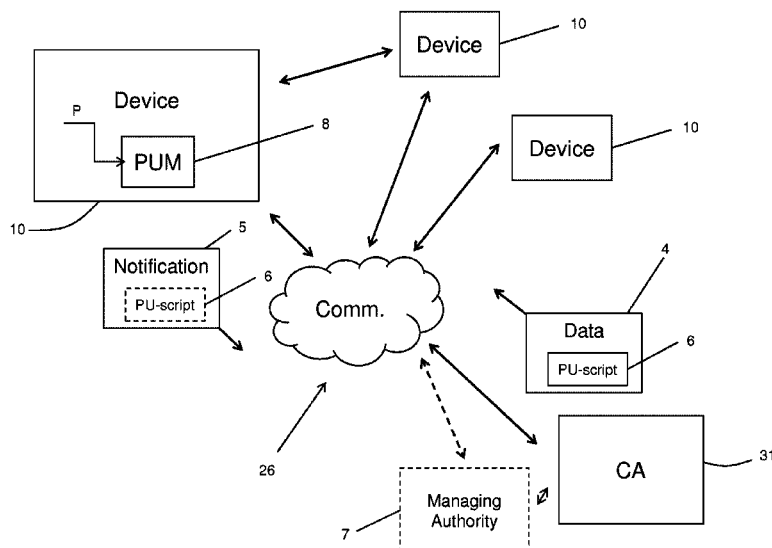 Device
10
Device
P
8
PUM
10
Device
10
5
Notification
6
PU-script
4
Comm.
Data
6
PU-script
26
CA
31
Managing
Authority
7